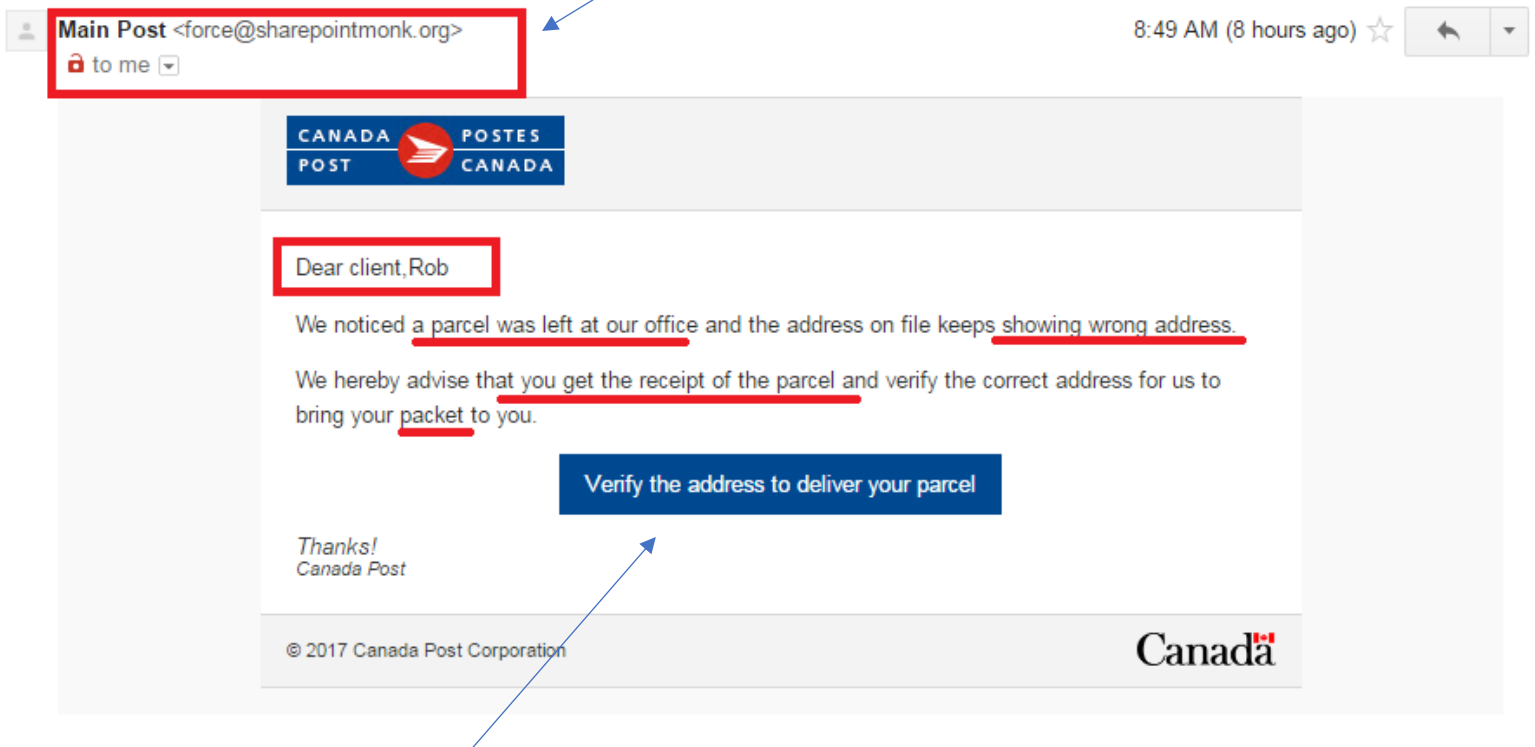 Main Post <force@sharepointmonk.org>
8:49 AM (8 hours ago)
to me
CANADA POSTES
POST CANADA
Dear client,Rob
We noticed a parcel was left at our office and the address on file keeps showing wrong address.
We hereby advise that you get the receipt of the parcel and verify the correct address for us to
bring your packet to you.
Verify the address to deliver your parcel
Thanks!
Canada Post
© 2017 Canada Post Corporation
Canada